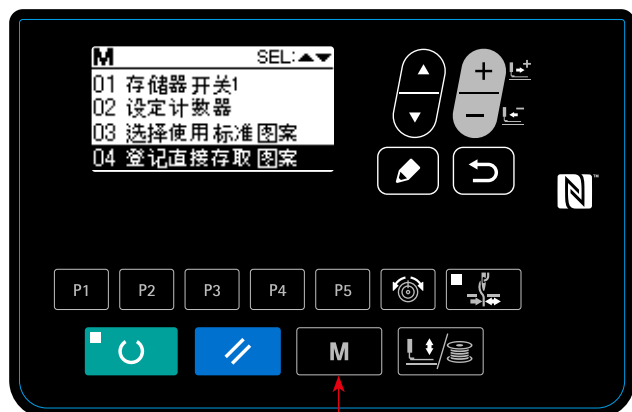 M SEL:▲▼
01 存储器开关1
02 设定计数器
03 选择使用标准图案
04 登记直接存取图案
P1 P2 P3 P4 P5
M